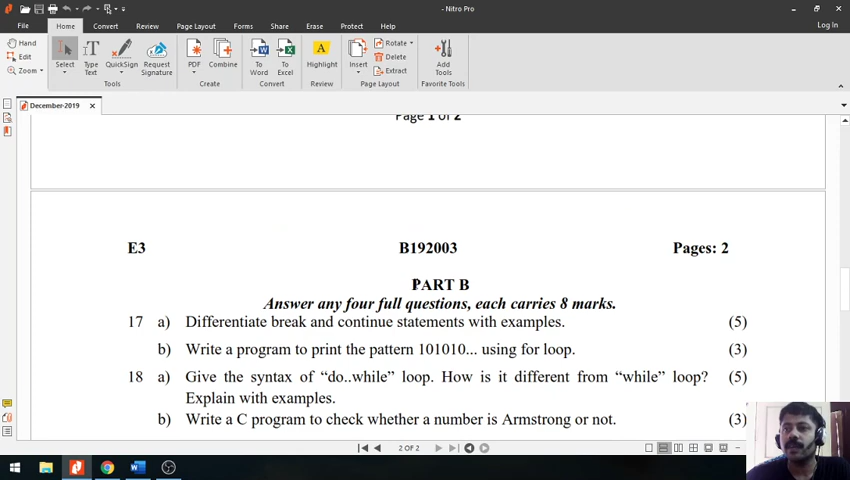 - Nitro Pro
File Home Convert Review Page Layout Forms Share Erase Protect Help Log In
Hand
Edit
Zoom
Select
Type Text
QuickSign
Request Signature
PDF
Combine
To Word
To Excel
Highlight
Insert
Rotate
Delete
Extract
Add Tools
Tools Create Convert Review Page Layout Favorite Tools
December-2019
Page 1 of 2
E3 B192003 Pages: 2
PART B
Answer any four full questions, each carries 8 marks.
17 a) Differentiate break and continue statements with examples. (5)
b) Write a program to print the pattern 101010... using for loop. (3)
18 a) Give the syntax of “do..while” loop. How is it different from “while” loop? (5)
Explain with examples.
b) Write a C program to check whether a number is Armstrong or not. (3)
2 OF 2